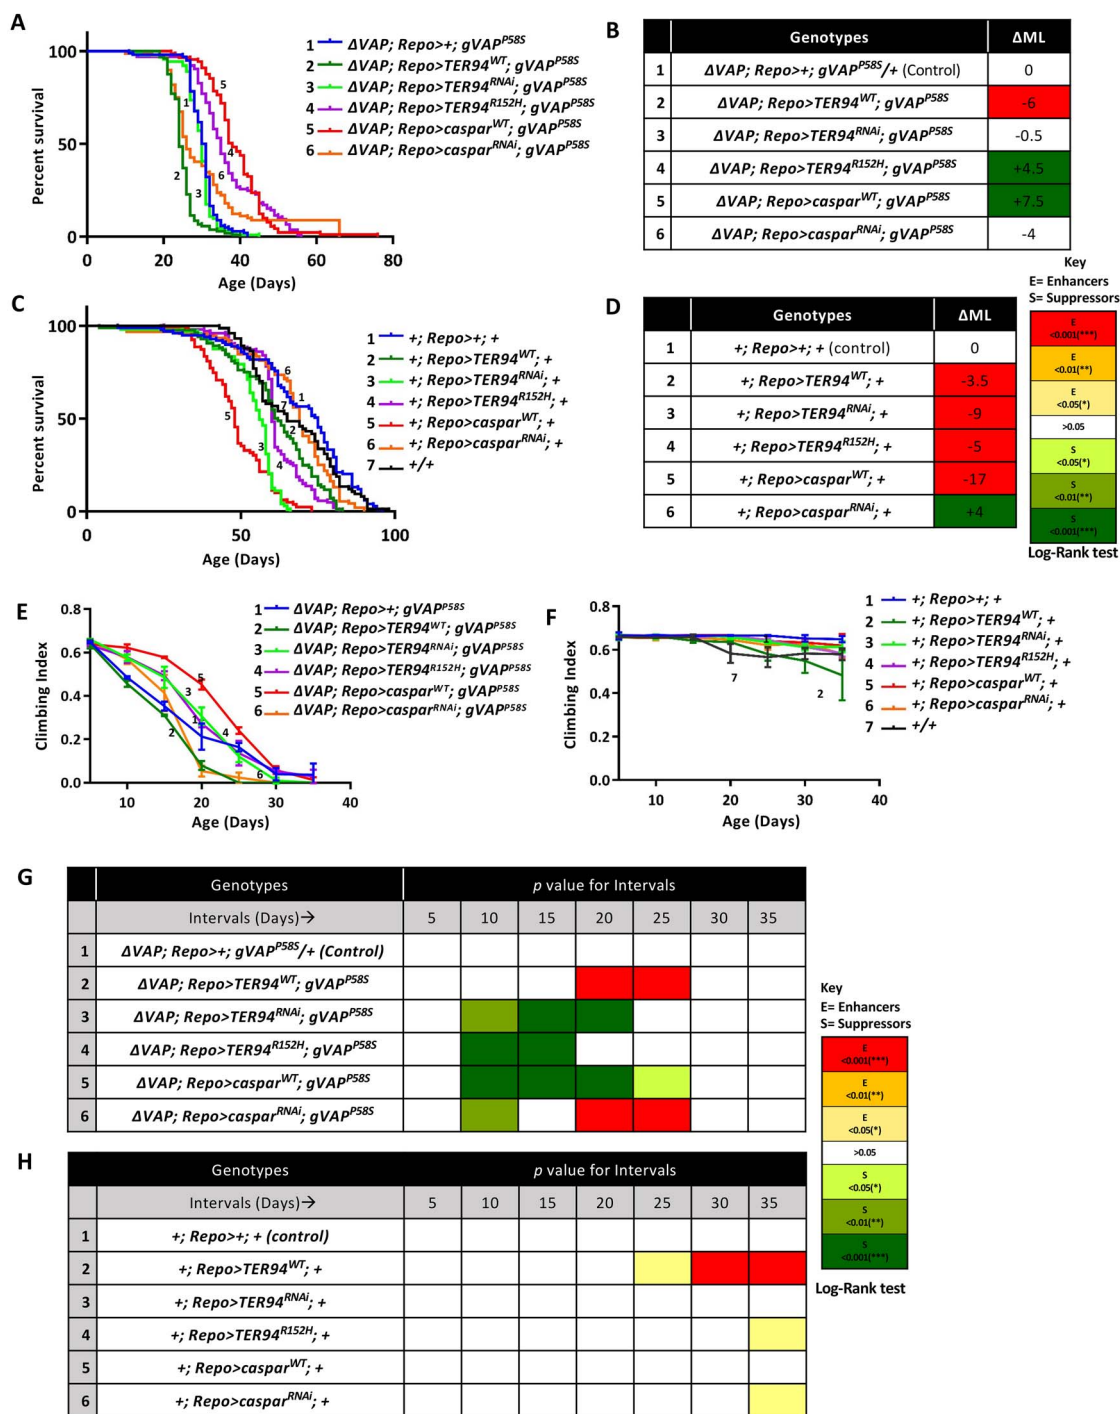 A
100
50
0
Percent survival
0 20 40 60 80
Age (Days)
1 2 3 4 5 6
1 ΔVAP; Repo>+; gVAP^P58S
2 ΔVAP; Repo>TER94^WT; gVAP^P58S
3 ΔVAP; Repo>TER94^RNAi; gVAP^P58S
4 ΔVAP; Repo>TER94^R152H; gVAP^P58S
5 ΔVAP; Repo>caspar^WT; gVAP^P58S
6 ΔVAP; Repo>caspar^RNAi; gVAP^P58S
B
Genotypes ΔML
1 ΔVAP; Repo>+; gVAP^P58S/+ (Control) 0
2 ΔVAP; Repo>TER94^WT; gVAP^P58S -6
3 ΔVAP; Repo>TER94^RNAi; gVAP^P58S -0.5
4 ΔVAP; Repo>TER94^R152H; gVAP^P58S +4.5
5 ΔVAP; Repo>caspar^WT; gVAP^P58S +7.5
6 ΔVAP; Repo>caspar^RNAi; gVAP^P58S -4
C
100
50
0
Percent survival
0 50 100
Age (Days)
1 2 3 4 5 6 7
1 +; Repo>+; +
2 +; Repo>TER94^WT; +
3 +; Repo>TER94^RNAi; +
4 +; Repo>TER94^R152H; +
5 +; Repo>caspar^WT; +
6 +; Repo>caspar^RNAi; +
7 +/+
D
Genotypes ΔML
1 +; Repo>+; + (control) 0
2 +; Repo>TER94^WT; + -3.5
3 +; Repo>TER94^RNAi; + -9
4 +; Repo>TER94^R152H; + -5
5 +; Repo>caspar^WT; + -17
6 +; Repo>caspar^RNAi; + +4
Key
E= Enhancers
S= Suppressors
E
<0.001(***)
E
<0.01(**)
E
<0.05(*)
>0.05
S
<0.05(*)
S
<0.01(**)
S
<0.001(***)
Log-Rank test
E
0.8
0.6
0.4
0.2
0.0
Climbing Index
10 20 30 40
Age (Days)
1 2 3 4 5 6
1 ΔVAP; Repo>+; gVAP^P58S
2 ΔVAP; Repo>TER94^WT; gVAP^P58S
3 ΔVAP; Repo>TER94^RNAi; gVAP^P58S
4 ΔVAP; Repo>TER94^R152H; gVAP^P58S
5 ΔVAP; Repo>caspar^WT; gVAP^P58S
6 ΔVAP; Repo>caspar^RNAi; gVAP^P58S
F
0.8
0.6
0.4
0.2
0.0
Climbing Index
10 20 30 40
Age (Days)
7 2
1 +; Repo>+; +
2 +; Repo>TER94^WT; +
3 +; Repo>TER94^RNAi; +
4 +; Repo>TER94^R152H; +
5 +; Repo>caspar^WT; +
6 +; Repo>caspar^RNAi; +
7 +/+
G
Genotypes p value for Intervals
Intervals (Days)→ 5 10 15 20 25 30 35
1 ΔVAP; Repo>+; gVAP^P58S/+ (Control)
2 ΔVAP; Repo>TER94^WT; gVAP^P58S
3 ΔVAP; Repo>TER94^RNAi; gVAP^P58S
4 ΔVAP; Repo>TER94^R152H; gVAP^P58S
5 ΔVAP; Repo>caspar^WT; gVAP^P58S
6 ΔVAP; Repo>caspar^RNAi; gVAP^P58S
Key
E= Enhancers
S= Suppressors
E
<0.001(***)
E
<0.01(**)
E
<0.05(*)
>0.05
S
<0.05(*)
S
<0.01(**)
S
<0.001(***)
Log-Rank test
H
Genotypes p value for Intervals
Intervals (Days)→ 5 10 15 20 25 30 35
1 +; Repo>+; + (control)
2 +; Repo>TER94^WT; +
3 +; Repo>TER94^RNAi; +
4 +; Repo>TER94^R152H; +
5 +; Repo>caspar^WT; +
6 +; Repo>caspar^RNAi; +